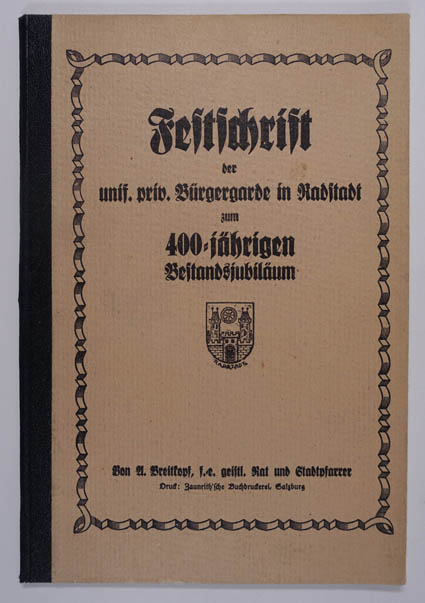 Festschrift
der
unif. priv. Bürgergarde in Radstadt
zum
400-jährigen
Bestandsjubiläum
RADSTADT
Von A. Breitkopf, f.-e. geistl. Rat und Stadtpfarrer
Druck: Zaunrith'sche Buchdruckerei, Salzburg